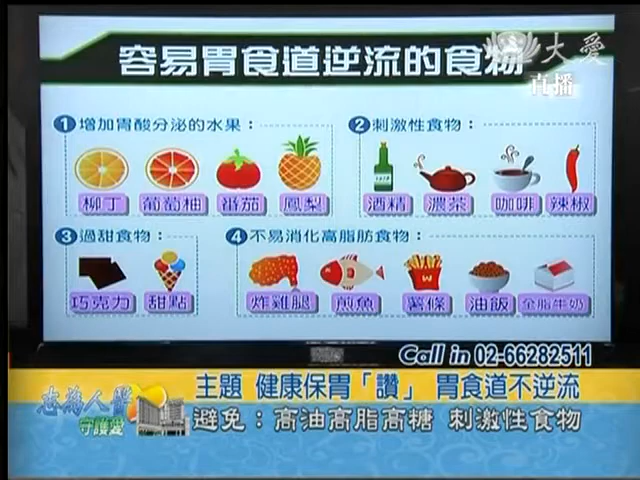 容易胃食道逆流的食物
大愛
直播
1 增加胃酸分泌的水果：
柳丁 葡萄柚 番茄 鳳梨
2 刺激性食物：
酒精 濃茶 咖啡 辣椒
3 過甜食物：
巧克力 甜點
4 不易消化高脂肪食物：
炸雞腿 煎魚 薯條 油飯 全脂牛奶
Call in 02-66282511
志為人醫
守護愛
主題 健康保胃「讚」 胃食道不逆流
避免：高油高脂高糖 刺激性食物